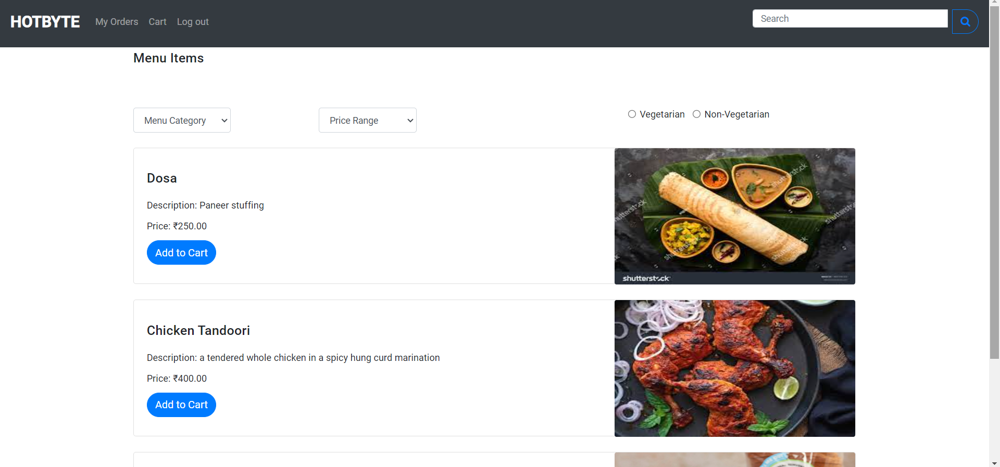 HOTBYTE My Orders Cart Log out Search
Menu Items
Menu Category Price Range Vegetarian Non-Vegetarian
Dosa
Description: Paneer stuffing
Price: ₹250.00
Add to Cart
shutterstock
Chicken Tandoori
Description: a tendered whole chicken in a spicy hung curd marination
Price: ₹400.00
Add to Cart